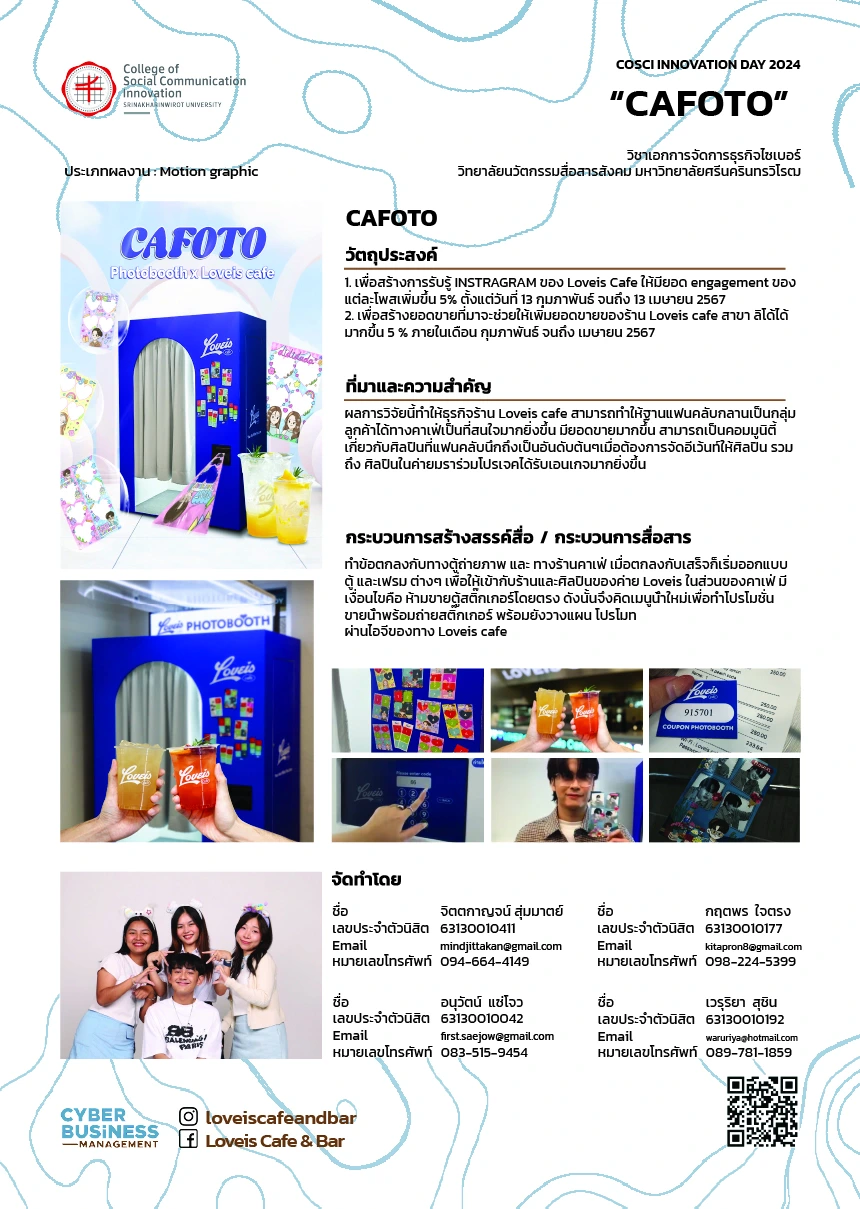 College of
Social Communication
Innovation
SRINAKHARINWIROT UNIVERSITY
COSCI INNOVATION DAY 2024
“CAFOTO”
วิชาเอกการจัดการธุรกิจไซเบอร์
ประเภทผลงาน : Motion graphic
วิทยาลัยนวัตกรรมสื่อสารสังคม มหาวิทยาลัยศรีนครินทรวิโรฒ
CAFOTO
Photobooth x Loveis cafe
Loveis
CAFOTO
วัตถุประสงค์
1. เพื่อสร้างการรับรู้ INSTRAGRAM ของ Loveis Cafe ให้มียอด engagement ของ
แต่ละโพสเพิ่มขึ้น 5% ตั้งแต่วันที่ 13 กุมภาพันธ์ จนถึง 13 เมษายน 2567
2. เพื่อสร้างยอดขายที่มาจะช่วยให้เพิ่มยอดขายของร้าน Loveis cafe สาขา ลิโด้ได้
มากขึ้น 5 % ภายในเดือน กุมภาพันธ์ จนถึง เมษายน 2567
ที่มาและความสำคัญ
ผลการวิจัยนี้ทำให้ธุรกิจร้าน Loveis cafe สามารถทำให้ฐานแฟนคลับกลานเป็นกลุ่ม
ลูกค้าได้ทางคาเฟ่เป็นที่สนใจมากยิ่งขึ้น มียอดขายมากขึ้น สามารถเป็นคอมมูนิตี้
เกี่ยวกับศิลปินที่แฟนคลับนึกถึงเป็นอันดับต้นๆเมื่อต้องการจัดอีเว้นท์ให้ศิลปิน รวม
ถึง ศิลปินในค่ายมราร่วมโปรเจคได้รับเอนเกจมากยิ่งขึ้น
กระบวนการสร้างสรรค์สื่อ / กระบวนการสื่อสาร
ทำข้อตกลงกับทางตู้ถ่ายภาพ และ ทางร้านคาเฟ่ เมื่อตกลงกับเสร็จก็เริ่มออกแบบ
ตู้ และเฟรม ต่างๆ เพื่อให้เข้ากับร้านและศิลปินของค่าย Loveis ในส่วนของคาเฟ่ มี
เงื่อนไขคือ ห้ามขายตู้สติ๊กเกอร์โดยตรง ดังนั้นจึงคิดเมนูน้ำใหม่เพื่อทำโปรโมชั่น
ขายน้ำพร้อมถ่ายสติ๊กเกอร์ พร้อมยังวางแผน โปรโมท
ผ่านไอจีของทาง Loveis cafe
Loveis PHOTOBOOTH
Loveis
Loveis
Loveis
Loveis
915701
COUPON PHOTOBOOTH
250.00
250.00
250.00
233.64
Please enter code
จัดทำโดย
ชื่อ จิตตกาญจน์ สุ่มมาตย์
เลขประจำตัวนิสิต 63130010411
Email mindjittakan@gmail.com
หมายเลขโทรศัพท์ 094-664-4149
ชื่อ กฤตพร ใจตรง
เลขประจำตัวนิสิต 63130010177
Email kitapron8@gmail.com
หมายเลขโทรศัพท์ 098-224-5399
ชื่อ อนุวัตน์ แซ่โจว
เลขประจำตัวนิสิต 63130010042
Email first.saejow@gmail.com
หมายเลขโทรศัพท์ 083-515-9454
ชื่อ เวรุริยา สุชิน
เลขประจำตัวนิสิต 63130010192
Email waruriya@hotmail.com
หมายเลขโทรศัพท์ 089-781-1859
CYBER
BUSiNESS
MANAGEMENT
loveiscafeandbar
Loveis Cafe & Bar